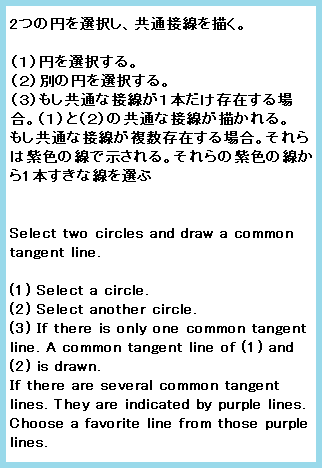 2つの円を選択し、共通接線を描く。
(1)円を選択する。
(2)別の円を選択する。
(3)もし共通な接線が1本だけ存在する場
合。(1)と(2)の共通な接線が描かれる。
もし共通な接線が複数存在する場合。それら
は紫色の線で示される。それらの紫色の線か
ら1本すきな線を選ぶ
Select two circles and draw a common
tangent line.
(1) Select a circle.
(2) Select another circle.
(3) If there is only one common tangent
line. A common tangent line of (1) and
(2) is drawn.
If there are several common tangent
lines. They are indicated by purple lines.
Choose a favorite line from those purple
lines.